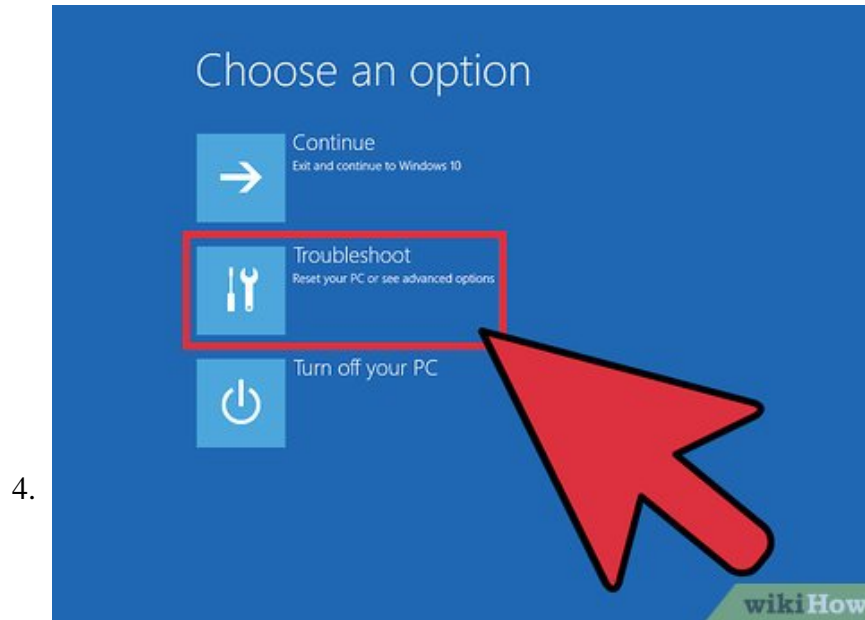 Choose an option
Continue
Exit and continue to Windows 10
Troubleshoot
Reset your PC or see advanced options
Turn off your PC
4.
wikiHow